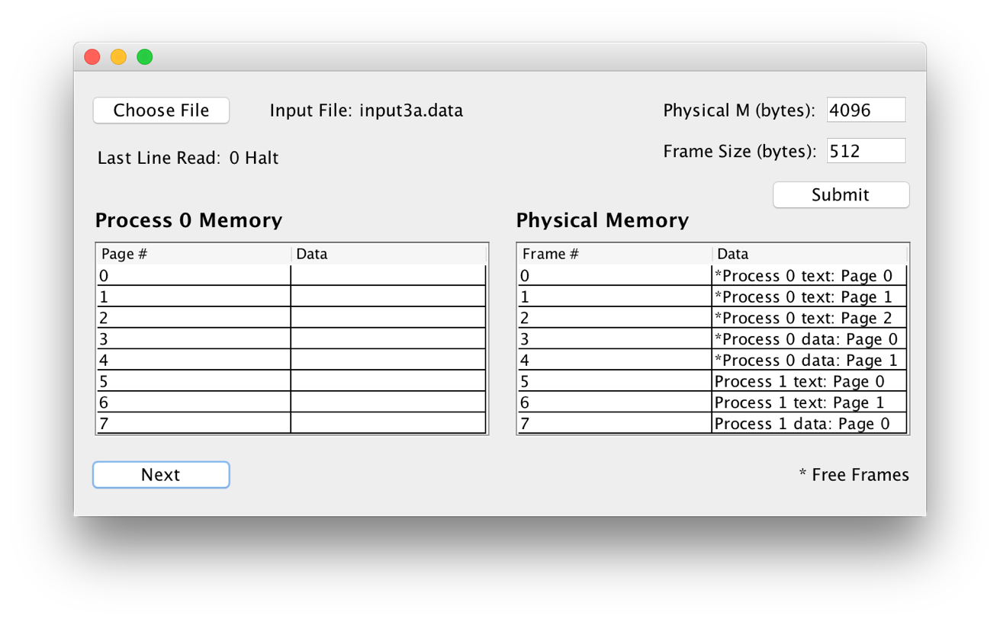 Choose File Input File: input3a.data Physical M (bytes): 4096
Last Line Read: 0 Halt Frame Size (bytes): 512
Submit
Process 0 Memory Physical Memory
Page # Data Frame # Data
0 0 *Process 0 text: Page 0
1 1 *Process 0 text: Page 1
2 2 *Process 0 text: Page 2
3 3 *Process 0 data: Page 0
4 4 *Process 0 data: Page 1
5 5 Process 1 text: Page 0
6 6 Process 1 text: Page 1
7 7 Process 1 data: Page 0
Next * Free Frames